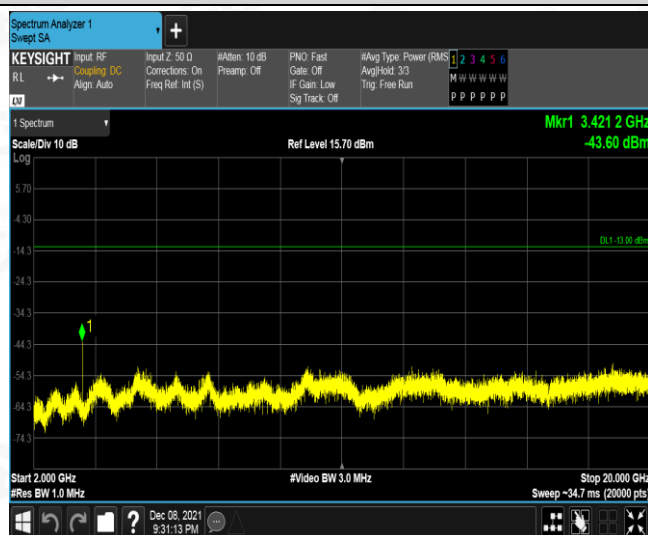 Spectrum Analyzer 1
Swept SA
+
KEYSIGHT Input: RF Input Z: 50 Ω #Atten: 10 dB PNO: Fast #Avg Type: Power (RMS 1 2 3 4 5 6
RL Coupling: DC Corrections: On Preamp: Off Gate: Off Avg|Hold: 3/3 M W W W W W
Align: Auto Freq Ref: Int (S) IF Gain: Low Trig: Free Run
Sig Track: Off P P P P P P
LXI
1 Spectrum Mkr1 3.421 2 GHz
Scale/Div 10 dB Ref Level 15.70 dBm -43.60 dBm
Log
5.70
-4.30
DL1 -13.00 dBm
-14.3
-24.3
-34.3
1
-44.3
-54.3
-64.3
-74.3
Start 2.000 GHz #Video BW 3.0 MHz Stop 20.000 GHz
#Res BW 1.0 MHz Sweep ~34.7 ms (20000 pts)
? Dec 08, 2021
9:31:13 PM